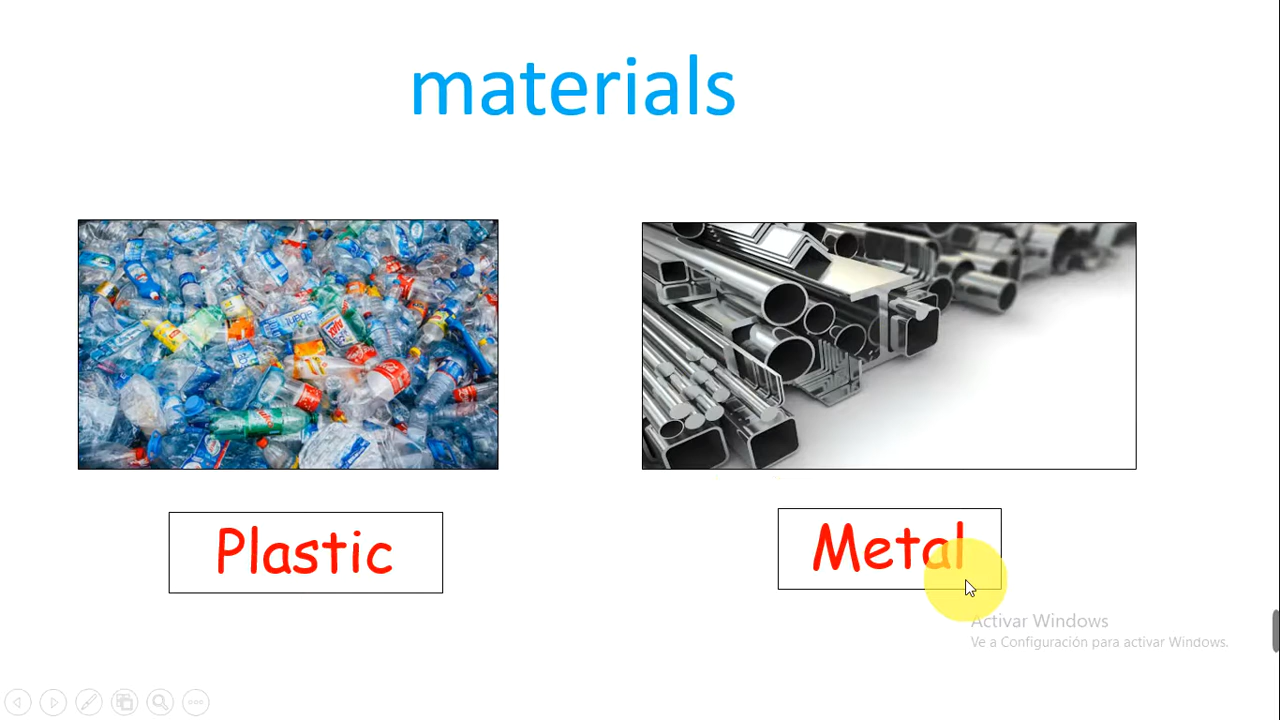 materials
Plastic
Metal
Activar Windows
Ve a Configuración para activar Windows.